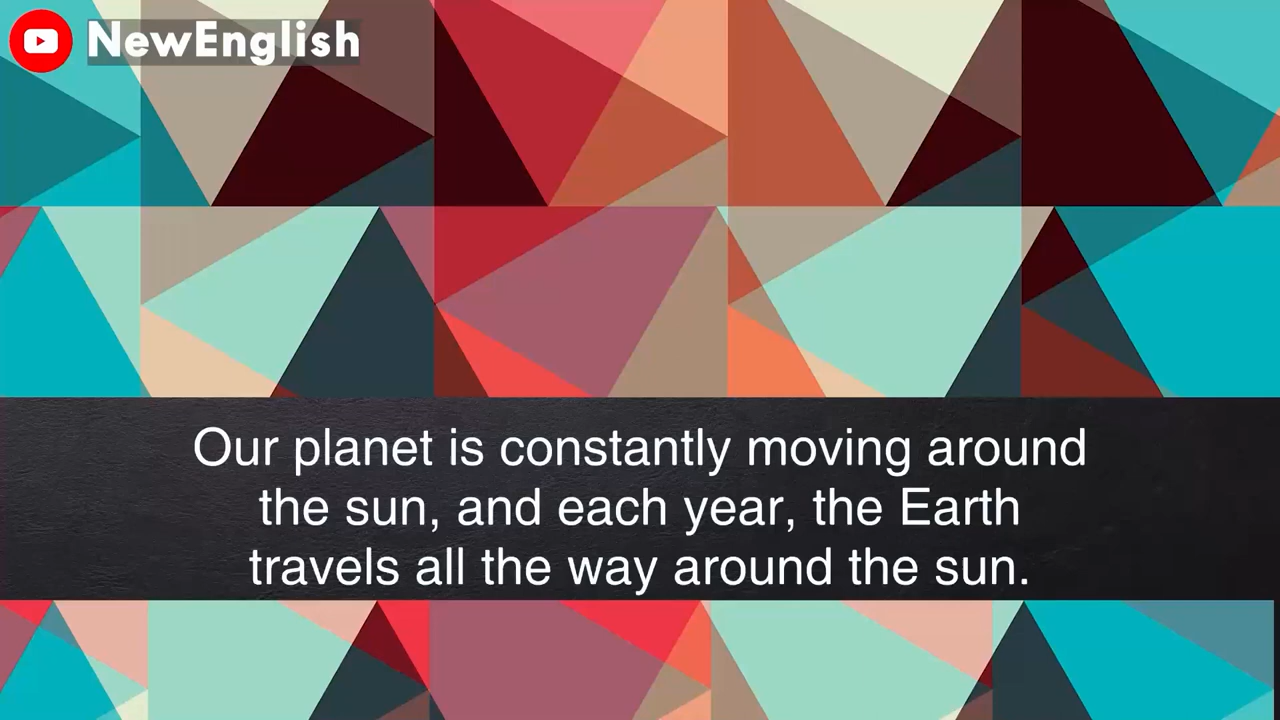 NewEnglish
Our planet is constantly moving around
the sun, and each year, the Earth
travels all the way around the sun.